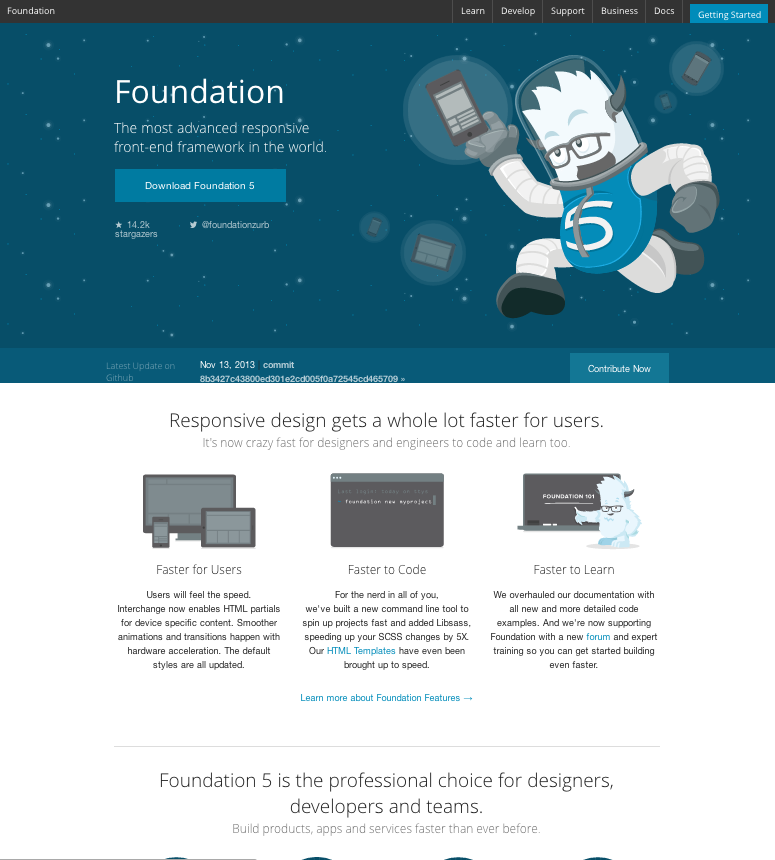 Foundation
Learn
Develop
Support
Business
Docs
Getting Started
Foundation
The most advanced responsive
front-end framework in the world.
Download Foundation 5
★ 14.2k
stargazers
@foundationzurb
5
Latest Update on
Github
Nov 13, 2013 commit
8b3427c43800ed301e2cd005f0a72545cd465709 »
Contribute Now
Responsive design gets a whole lot faster for users.
It's now crazy fast for designers and engineers to code and learn too.
foundation new myproject
FOUNDATION 101
Faster for Users
Users will feel the speed.
Interchange now enables HTML partials
for device specific content. Smoother
animations and transitions happen with
hardware acceleration. The default
styles are all updated.
Faster to Code
For the nerd in all of you,
we've built a new command line tool to
spin up projects fast and added Libsass,
speeding up your SCSS changes by 5X.
Our HTML Templates have even been
brought up to speed.
Faster to Learn
We overhauled our documentation with
all new and more detailed code
examples. And we're now supporting
Foundation with a new forum and expert
training so you can get started building
even faster.
Learn more about Foundation Features →
Foundation 5 is the professional choice for designers,
developers and teams.
Build products, apps and services faster than ever before.